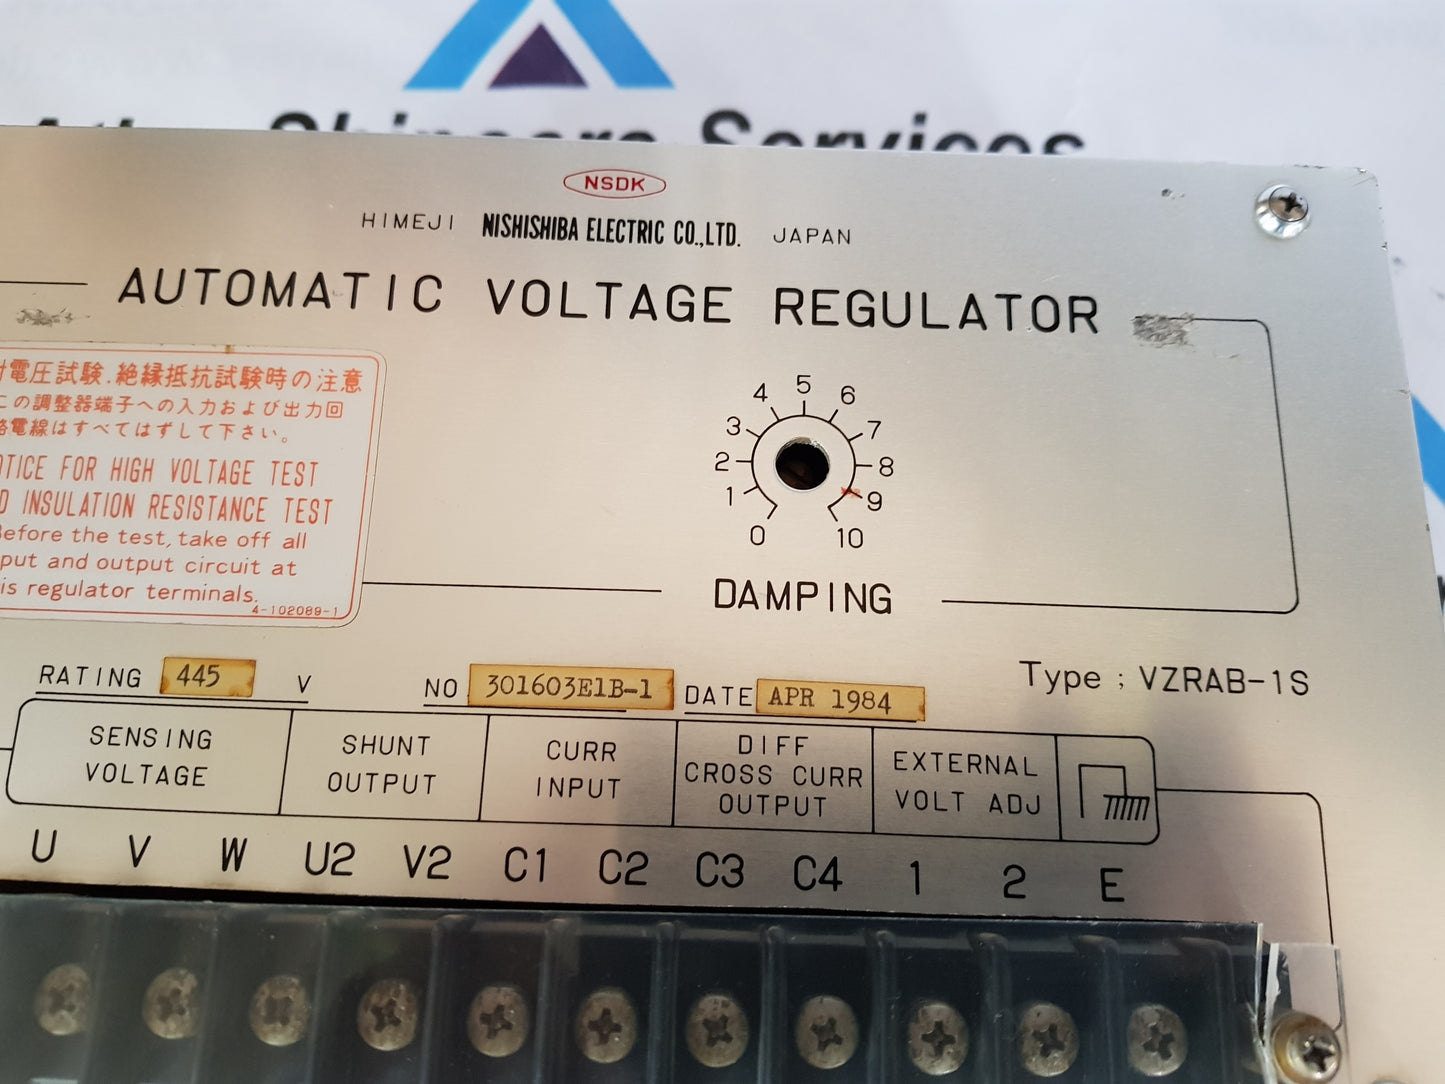 Services
NSDK
HIMEJI NISHISHIBA ELECTRIC CO.,LTD. JAPAN
AUTOMATIC VOLTAGE REGULATOR
電圧試験.絶縁抵抗試験時の注意
この調整器端子への入力および出力回
路電線はすべてはずして下さい。
NOTICE FOR HIGH VOLTAGE TEST
INSULATION RESISTANCE TEST
Before the test, take off all
put and output circuit at
is regulator terminals.
4-102089-1
0 1 2 3 4 5 6 7 8 9 10
DAMPING
Type ; VZRAB-1S
RATING 445 V NO 301603E1B-1 DATE APR 1984
SENSING VOLTAGE
SHUNT OUTPUT
CURR INPUT
DIFF CROSS CURR OUTPUT
EXTERNAL VOLT ADJ
U V W U2 V2 C1 C2 C3 C4 1 2 E